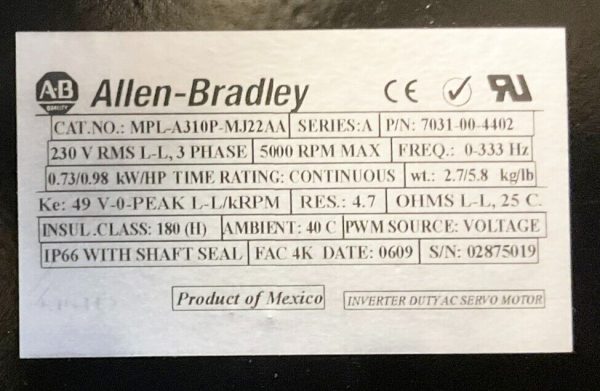 A-B QUALITY Allen-Bradley CE UR
CAT.NO.: MPL-A310P-MJ22AA SERIES:A P/N: 7031-00-4402
230 V RMS L-L, 3 PHASE 5000 RPM MAX FREQ.: 0-333 Hz
0.73/0.98 kW/HP TIME RATING: CONTINUOUS wt.: 2.7/5.8 kg/lb
Ke: 49 V-0-PEAK L-L/kRPM RES.: 4.7 OHMS L-L, 25 C.
INSUL.CLASS: 180 (H) AMBIENT: 40 C PWM SOURCE: VOLTAGE
IP66 WITH SHAFT SEAL FAC 4K DATE: 0609 S/N: 02875019
Product of Mexico INVERTER DUTY AC SERVO MOTOR